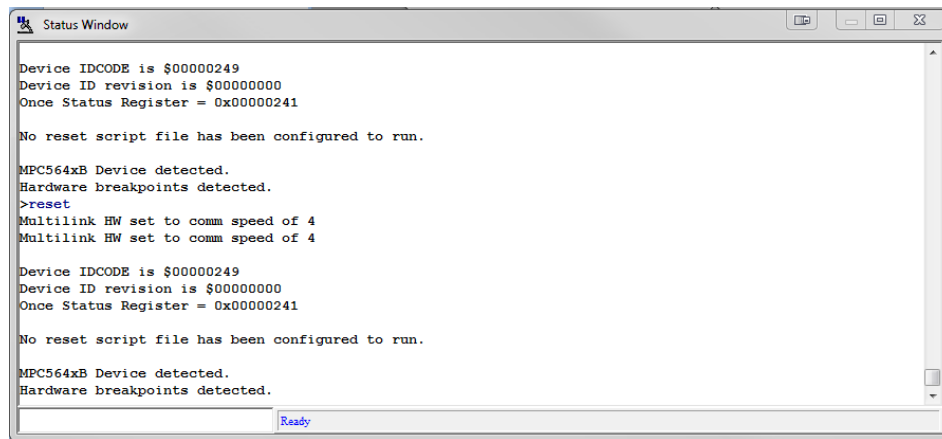 Status Window
Device IDCODE is $00000249
Device ID revision is $00000000
Once Status Register = 0x00000241
No reset script file has been configured to run.
MPC564xB Device detected.
Hardware breakpoints detected.
>reset
Multilink HW set to comm speed of 4
Multilink HW set to comm speed of 4
Device IDCODE is $00000249
Device ID revision is $00000000
Once Status Register = 0x00000241
No reset script file has been configured to run.
MPC564xB Device detected.
Hardware breakpoints detected.
Ready